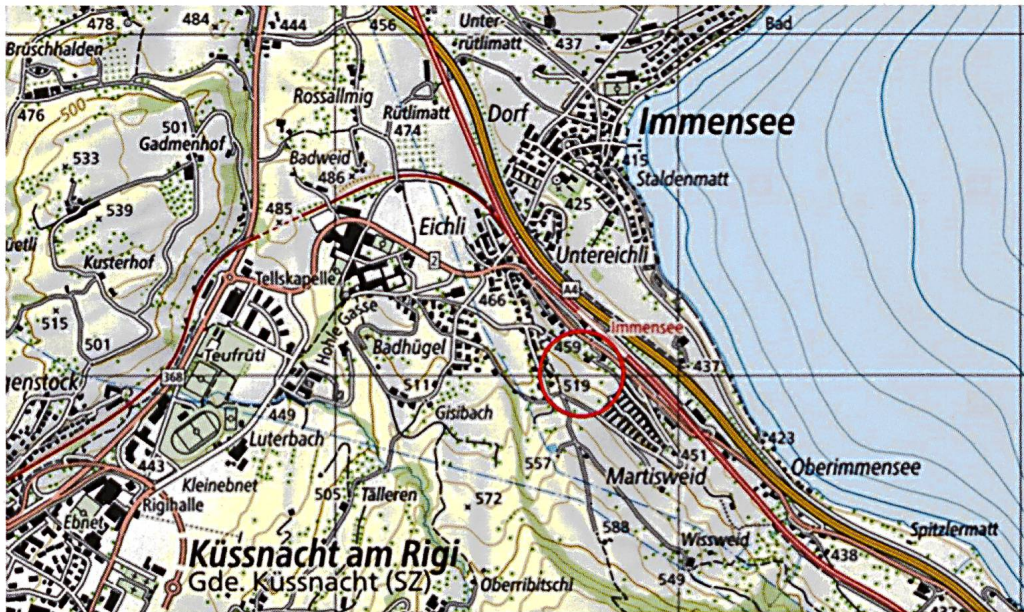 478
484
444
456
Unter-
rütlimatt
437
Bad
Brüschhalden
Rossallmig
Rütlimatt
474
Dorf
Immensee
476
500
501
Gadmenhof
533
Badweid
486
415
Staldenmatt
539
485
Eichli
425
Untereichli
Kusterhof
Tellskapelle
2
A4
466
Immensee
515
501
Hohle Gasse
Badhügel
459
437
Teufrüti
genstock
368
511
519
449
Gisibach
Luterbach
423
443
Kleinebnet
557
451
Martisweid
Oberimmensee
505
Tälleren
572
Rigihalle
Ebnet
588
Wissweid
Spitzlermatt
438
Küssnacht am Rigi
Gde. Küssnacht (SZ)
Oberribitschl
549